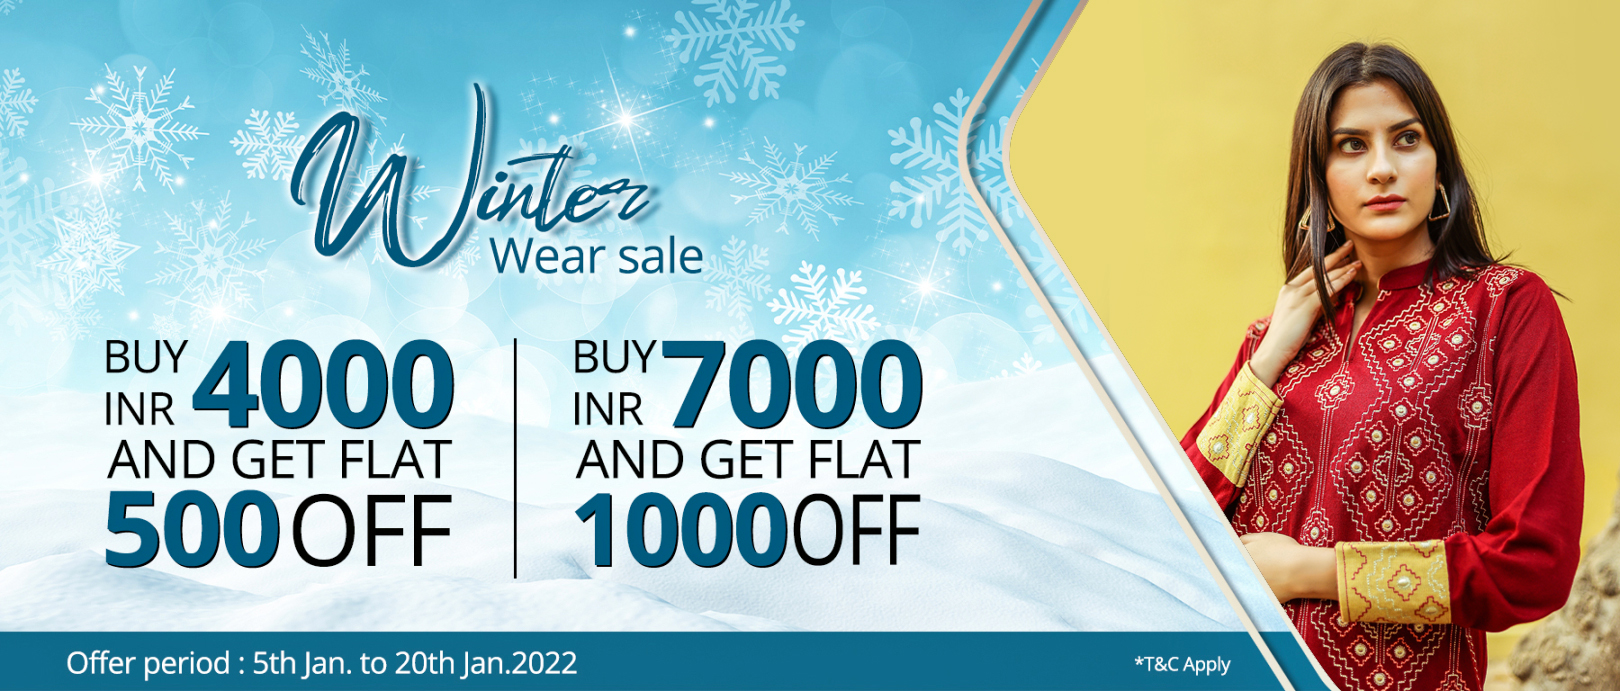 Winter
Wear sale
BUY
INR 4000
AND GET FLAT
500 OFF
BUY
INR 7000
AND GET FLAT
1000 OFF
Offer period : 5th Jan. to 20th Jan.2022
*T&C Apply